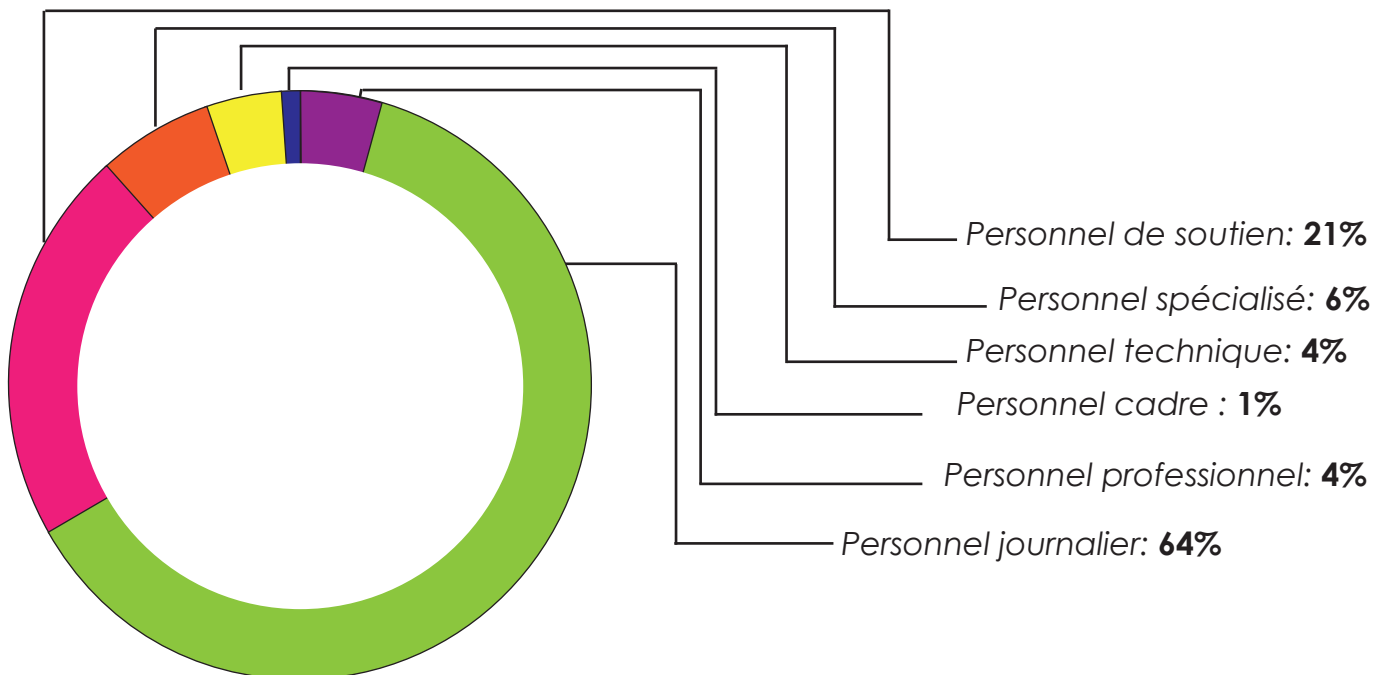 Personnel de soutien: 21%
Personnel spécialisé: 6%
Personnel technique: 4%
Personnel cadre : 1%
Personnel professionnel: 4%
Personnel journalier: 64%